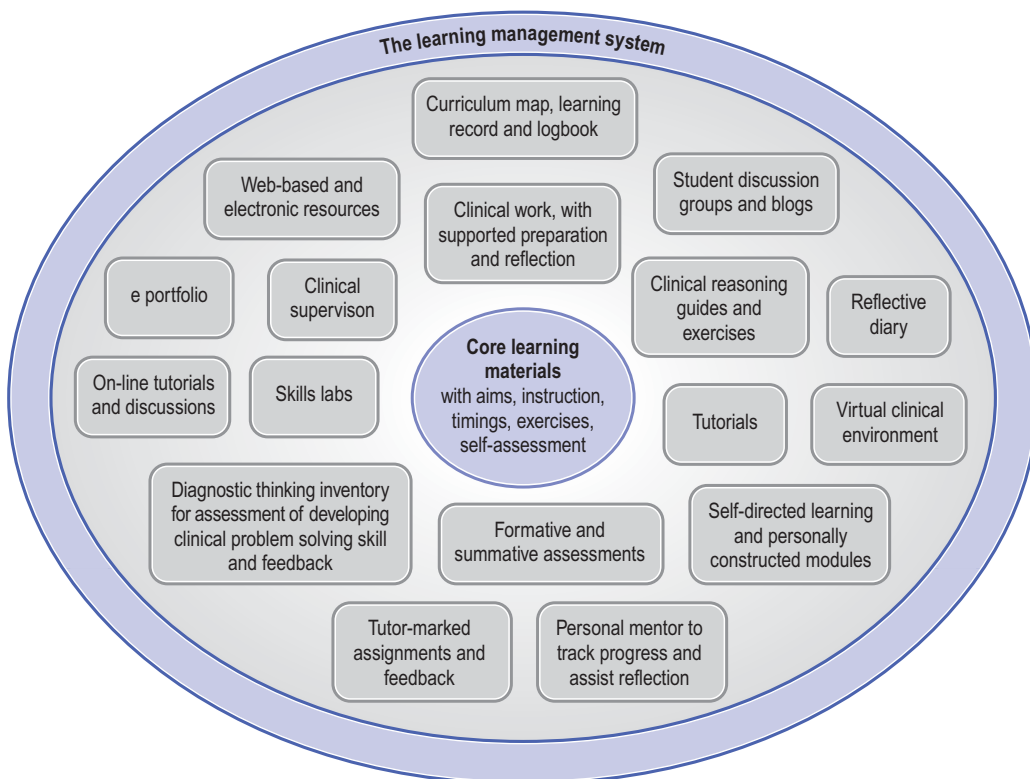 The learning management system
Curriculum map, learning
record and logbook
Web-based and
electronic resources
Clinical work, with
supported preparation
and reflection
Student discussion
groups and blogs
e portfolio
Clinical
supervison
Clinical reasoning
guides and
exercises
Reflective
diary
On-line tutorials
and discussions
Skills labs
Core learning
materials
with aims, instruction,
timings, exercises,
self-assessment
Tutorials
Virtual clinical
environment
Diagnostic thinking inventory
for assessment of developing
clinical problem solving skill
and feedback
Formative and
summative assessments
Self-directed learning
and personally
constructed modules
Tutor-marked
assignments and
feedback
Personal mentor to
track progress and
assist reflection